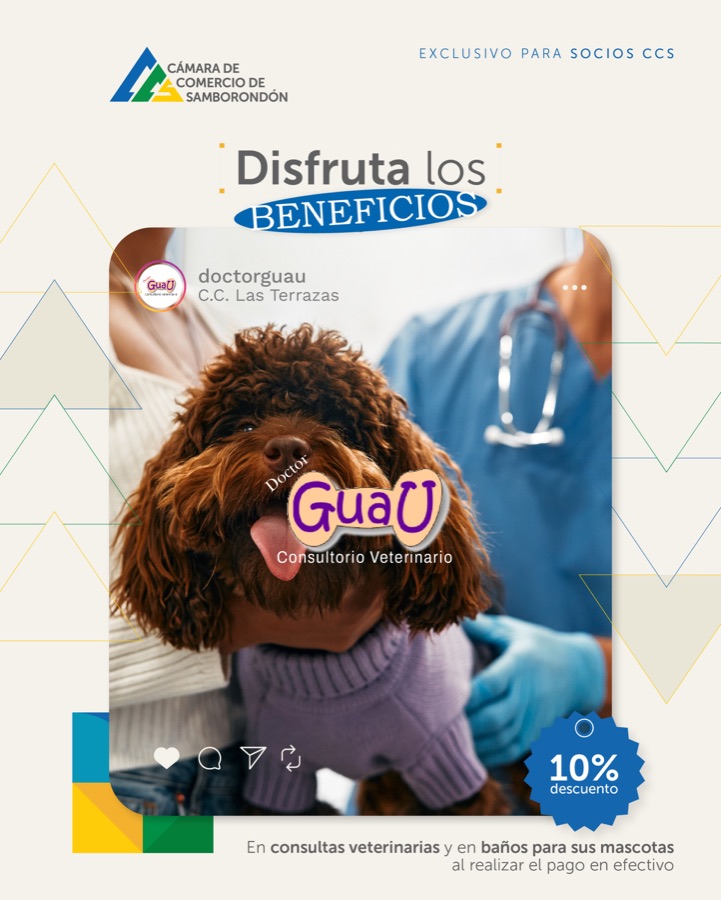 CÁMARA DE
COMERCIO DE
SAMBORONDÓN
EXCLUSIVO PARA SOCIOS CCS
Disfruta los
BENEFICIOS
GuaU
doctorguau
C.C. Las Terrazas
Doctor
GuaU
Consultorio Veterinario
10%
descuento
En consultas veterinarias y en baños para sus mascotas
al realizar el pago en efectivo